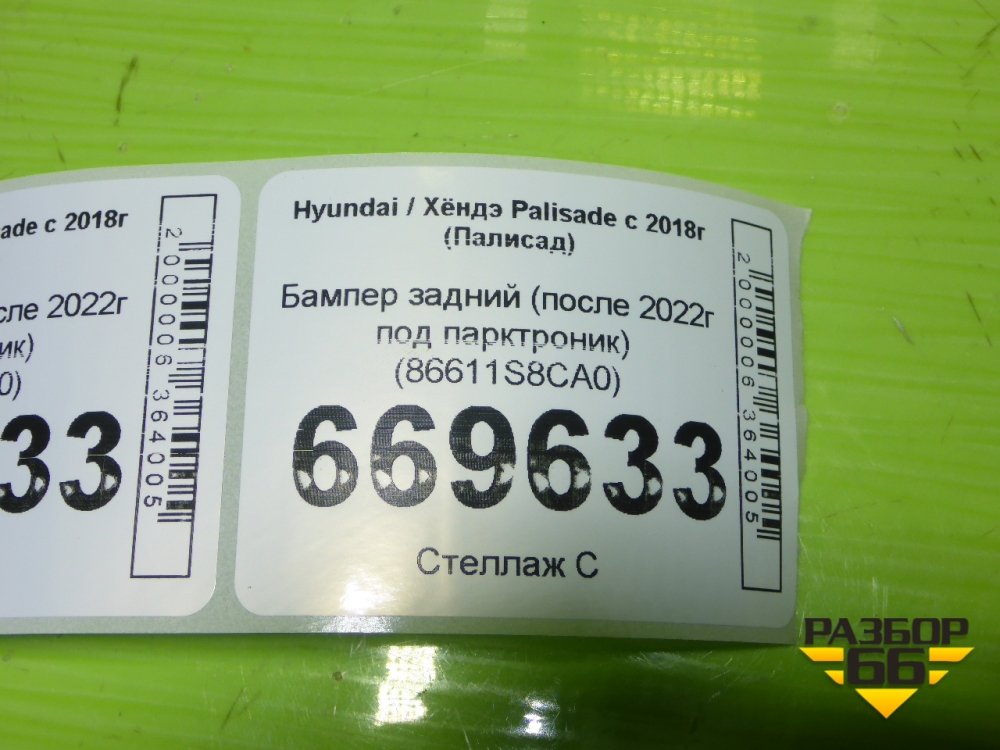 ade с 2018г
сле 2022г
ик)
0)
33
2000006364005
Hyundai / Хёндэ Palisade с 2018г
(Палисад)
Бампер задний (после 2022г
под парктроник)
(86611S8CA0)
669633
Стеллаж С
2000006364005
РАЗБОР
66